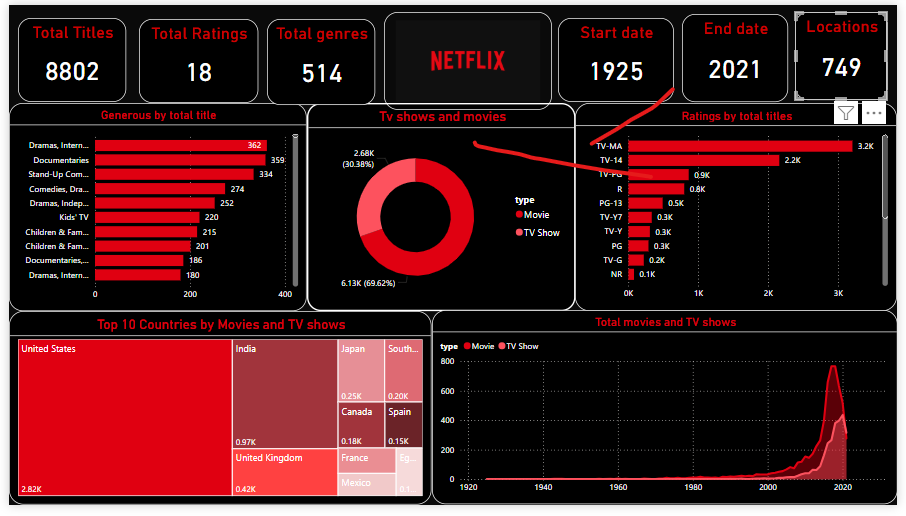 Total Titles
8802
Total Ratings
18
Total genres
514
NETFLIX
Start date
1925
End date
2021
Locations
749
Generous by total title
Dramas, Intern... 362
Documentaries 359
Stand-Up Com... 334
Comedies, Dra... 274
Dramas, Indep... 252
Kids' TV 220
Children & Fam... 215
Children & Fam... 201
Documentaries,... 186
Dramas, Intern... 180
0 200 400
Tv shows and movies
2.68K
(30.38%)
6.13K (69.62%)
type
Movie
TV Show
Ratings by total titles
TV-MA 3.2K
TV-14 2.2K
TV-PG 0.9K
R 0.8K
PG-13 0.5K
TV-Y7 0.3K
TV-Y 0.3K
PG 0.3K
TV-G 0.2K
NR 0.1K
0K 1K 2K 3K
Top 10 Countries by Movies and TV shows
United States
2.82K
India
0.97K
United Kingdom
0.42K
Japan
0.25K
South...
0.20K
Canada
0.18K
Spain
0.15K
France
Mexico
Eg...
0.1...
Total movies and TV shows
type Movie TV Show
800
600
400
200
0
1920 1940 1960 1980 2000 2020